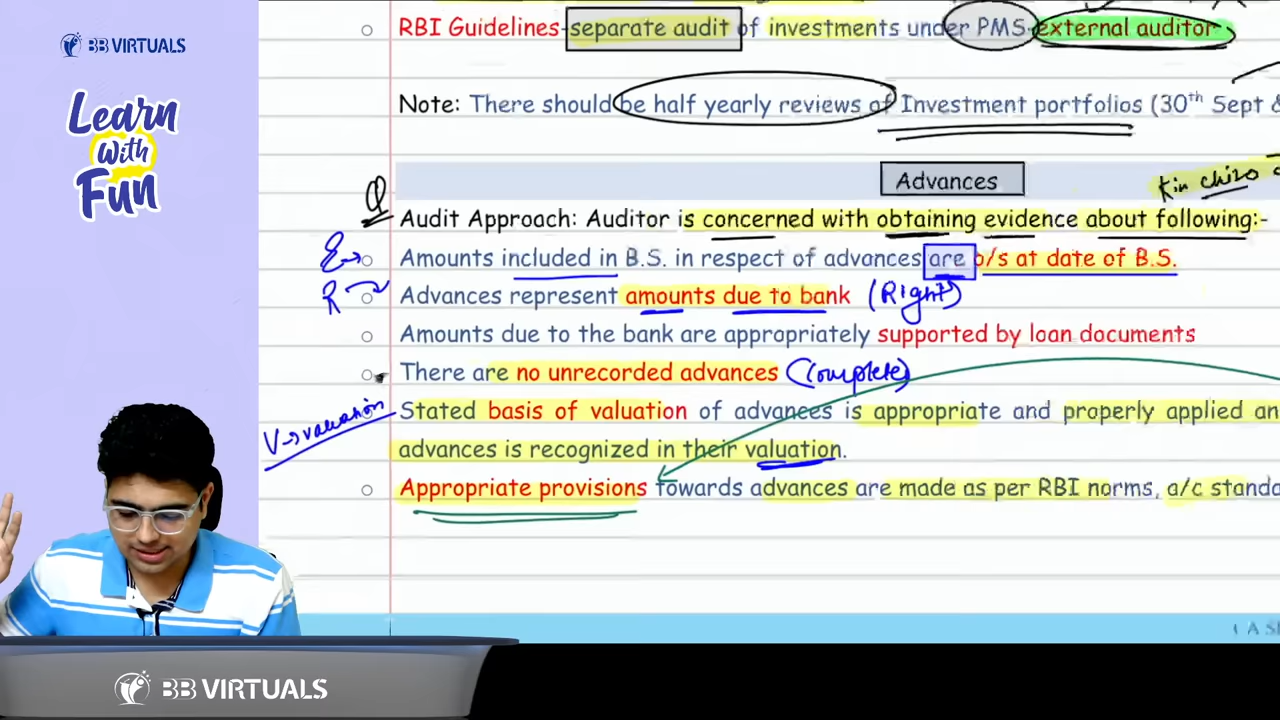 BB VIRTUALS
Learn
With
Fun
RBI Guidelines-separate audit of investments under PMS-external auditor
Note: There should be half yearly reviews of Investment portfolios (30th Sept &
Advances
Kin chizo
Q
Audit Approach: Auditor is concerned with obtaining evidence about following:-
E→ Amounts included in B.S. in respect of advances are o/s at date of B.S.
R Advances represent amounts due to bank (Right)
Amounts due to the bank are appropriately supported by loan documents
There are no unrecorded advances (Complete)
V→valuation Stated basis of valuation of advances is appropriate and properly applied an
advances is recognized in their valuation.
Appropriate provisions towards advances are made as per RBI norms, a/c standa
BB VIRTUALS